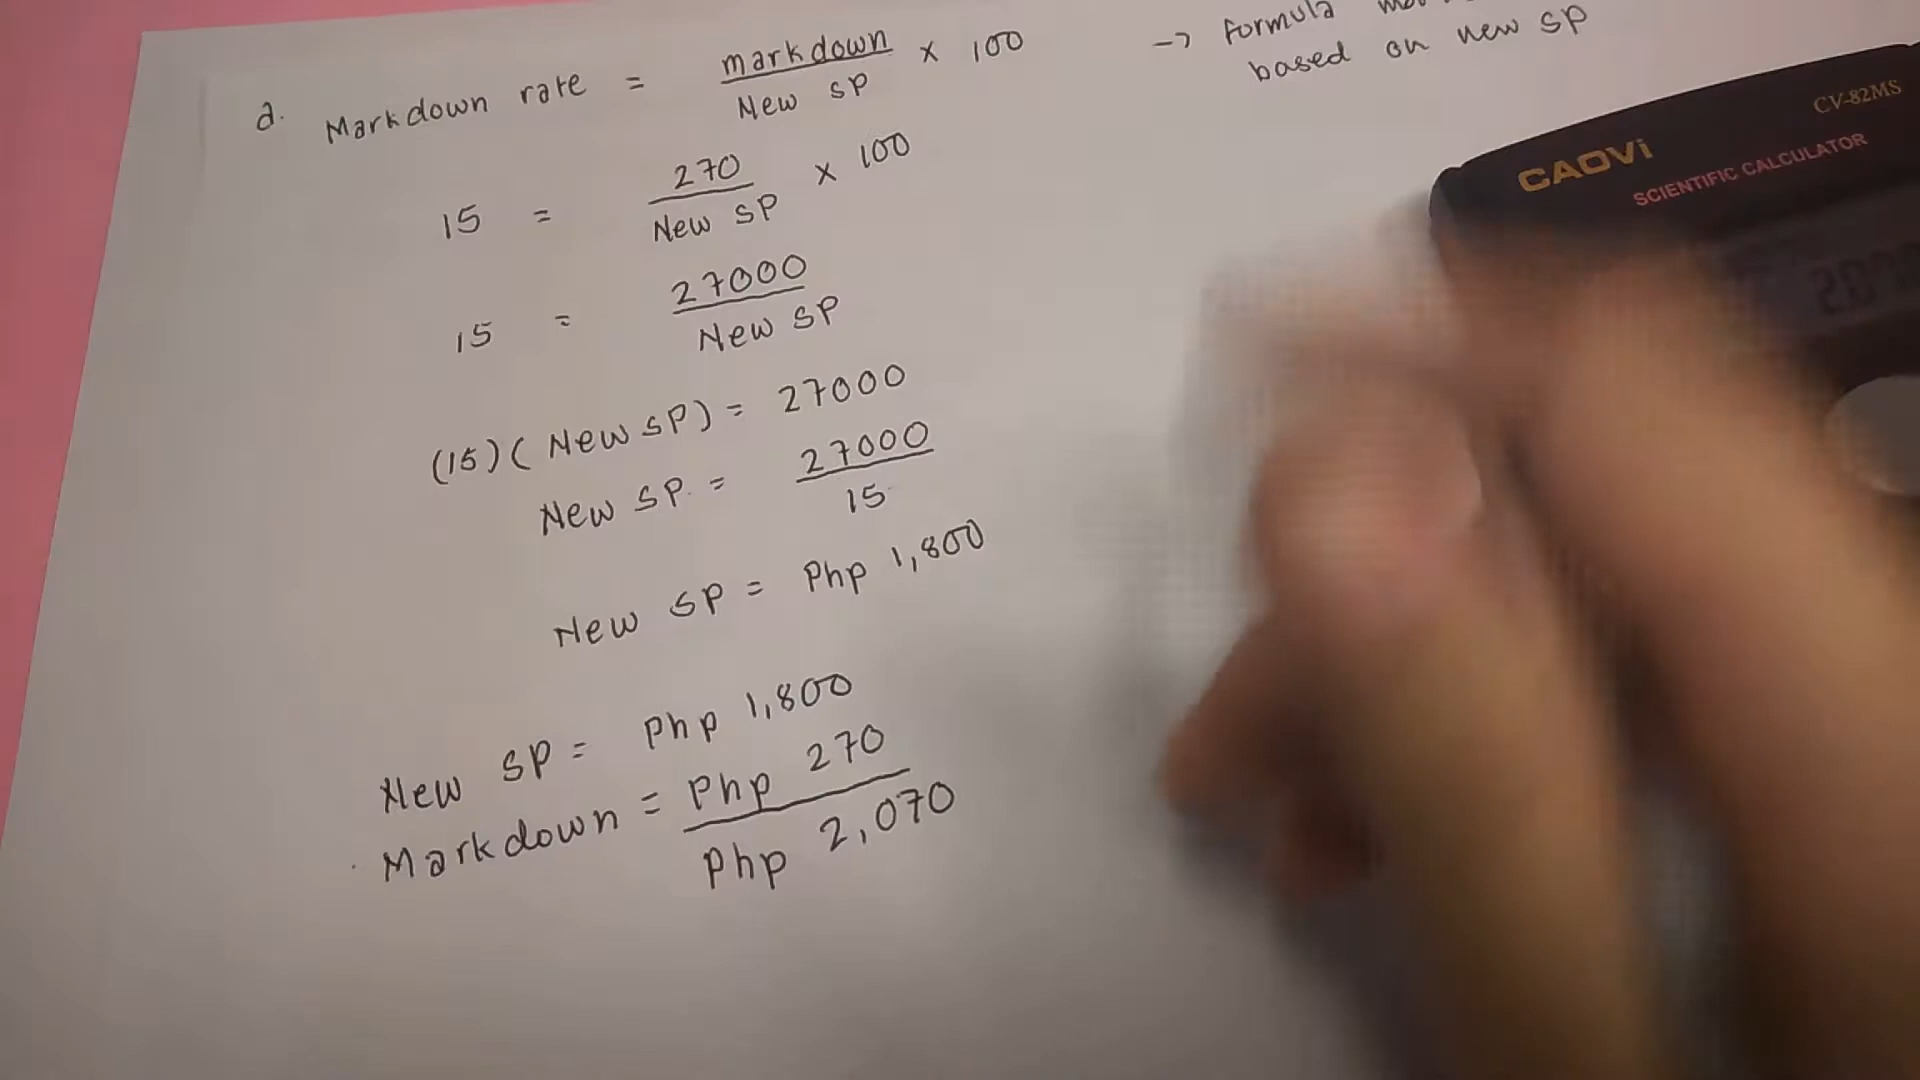 a. Markdown rate = markdown / New SP x 100
→ Formula
based on new SP
15 = 270 / New SP x 100
15 = 27000 / New SP
(15)(New SP) = 27000
New SP. = 27000 / 15
New SP = Php 1,800
New SP = Php 1,800
Markdown = Php 270
Php 2,070
CAOVi
CV-82MS
SCIENTIFIC CALCULATOR